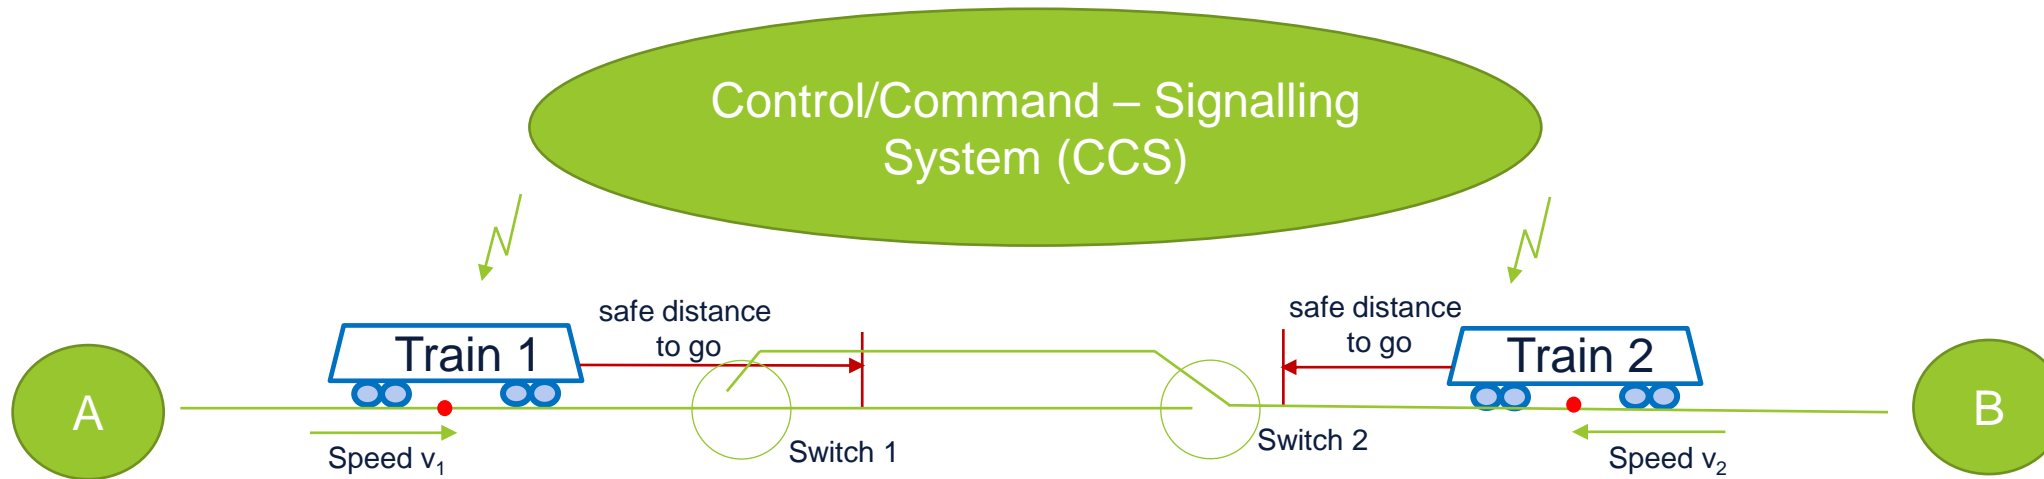 Control/Command – Signalling
System (CCS)
safe distance
to go
safe distance
to go
Train 1
Train 2
A
B
Switch 1
Switch 2
Speed v₁
Speed v₂